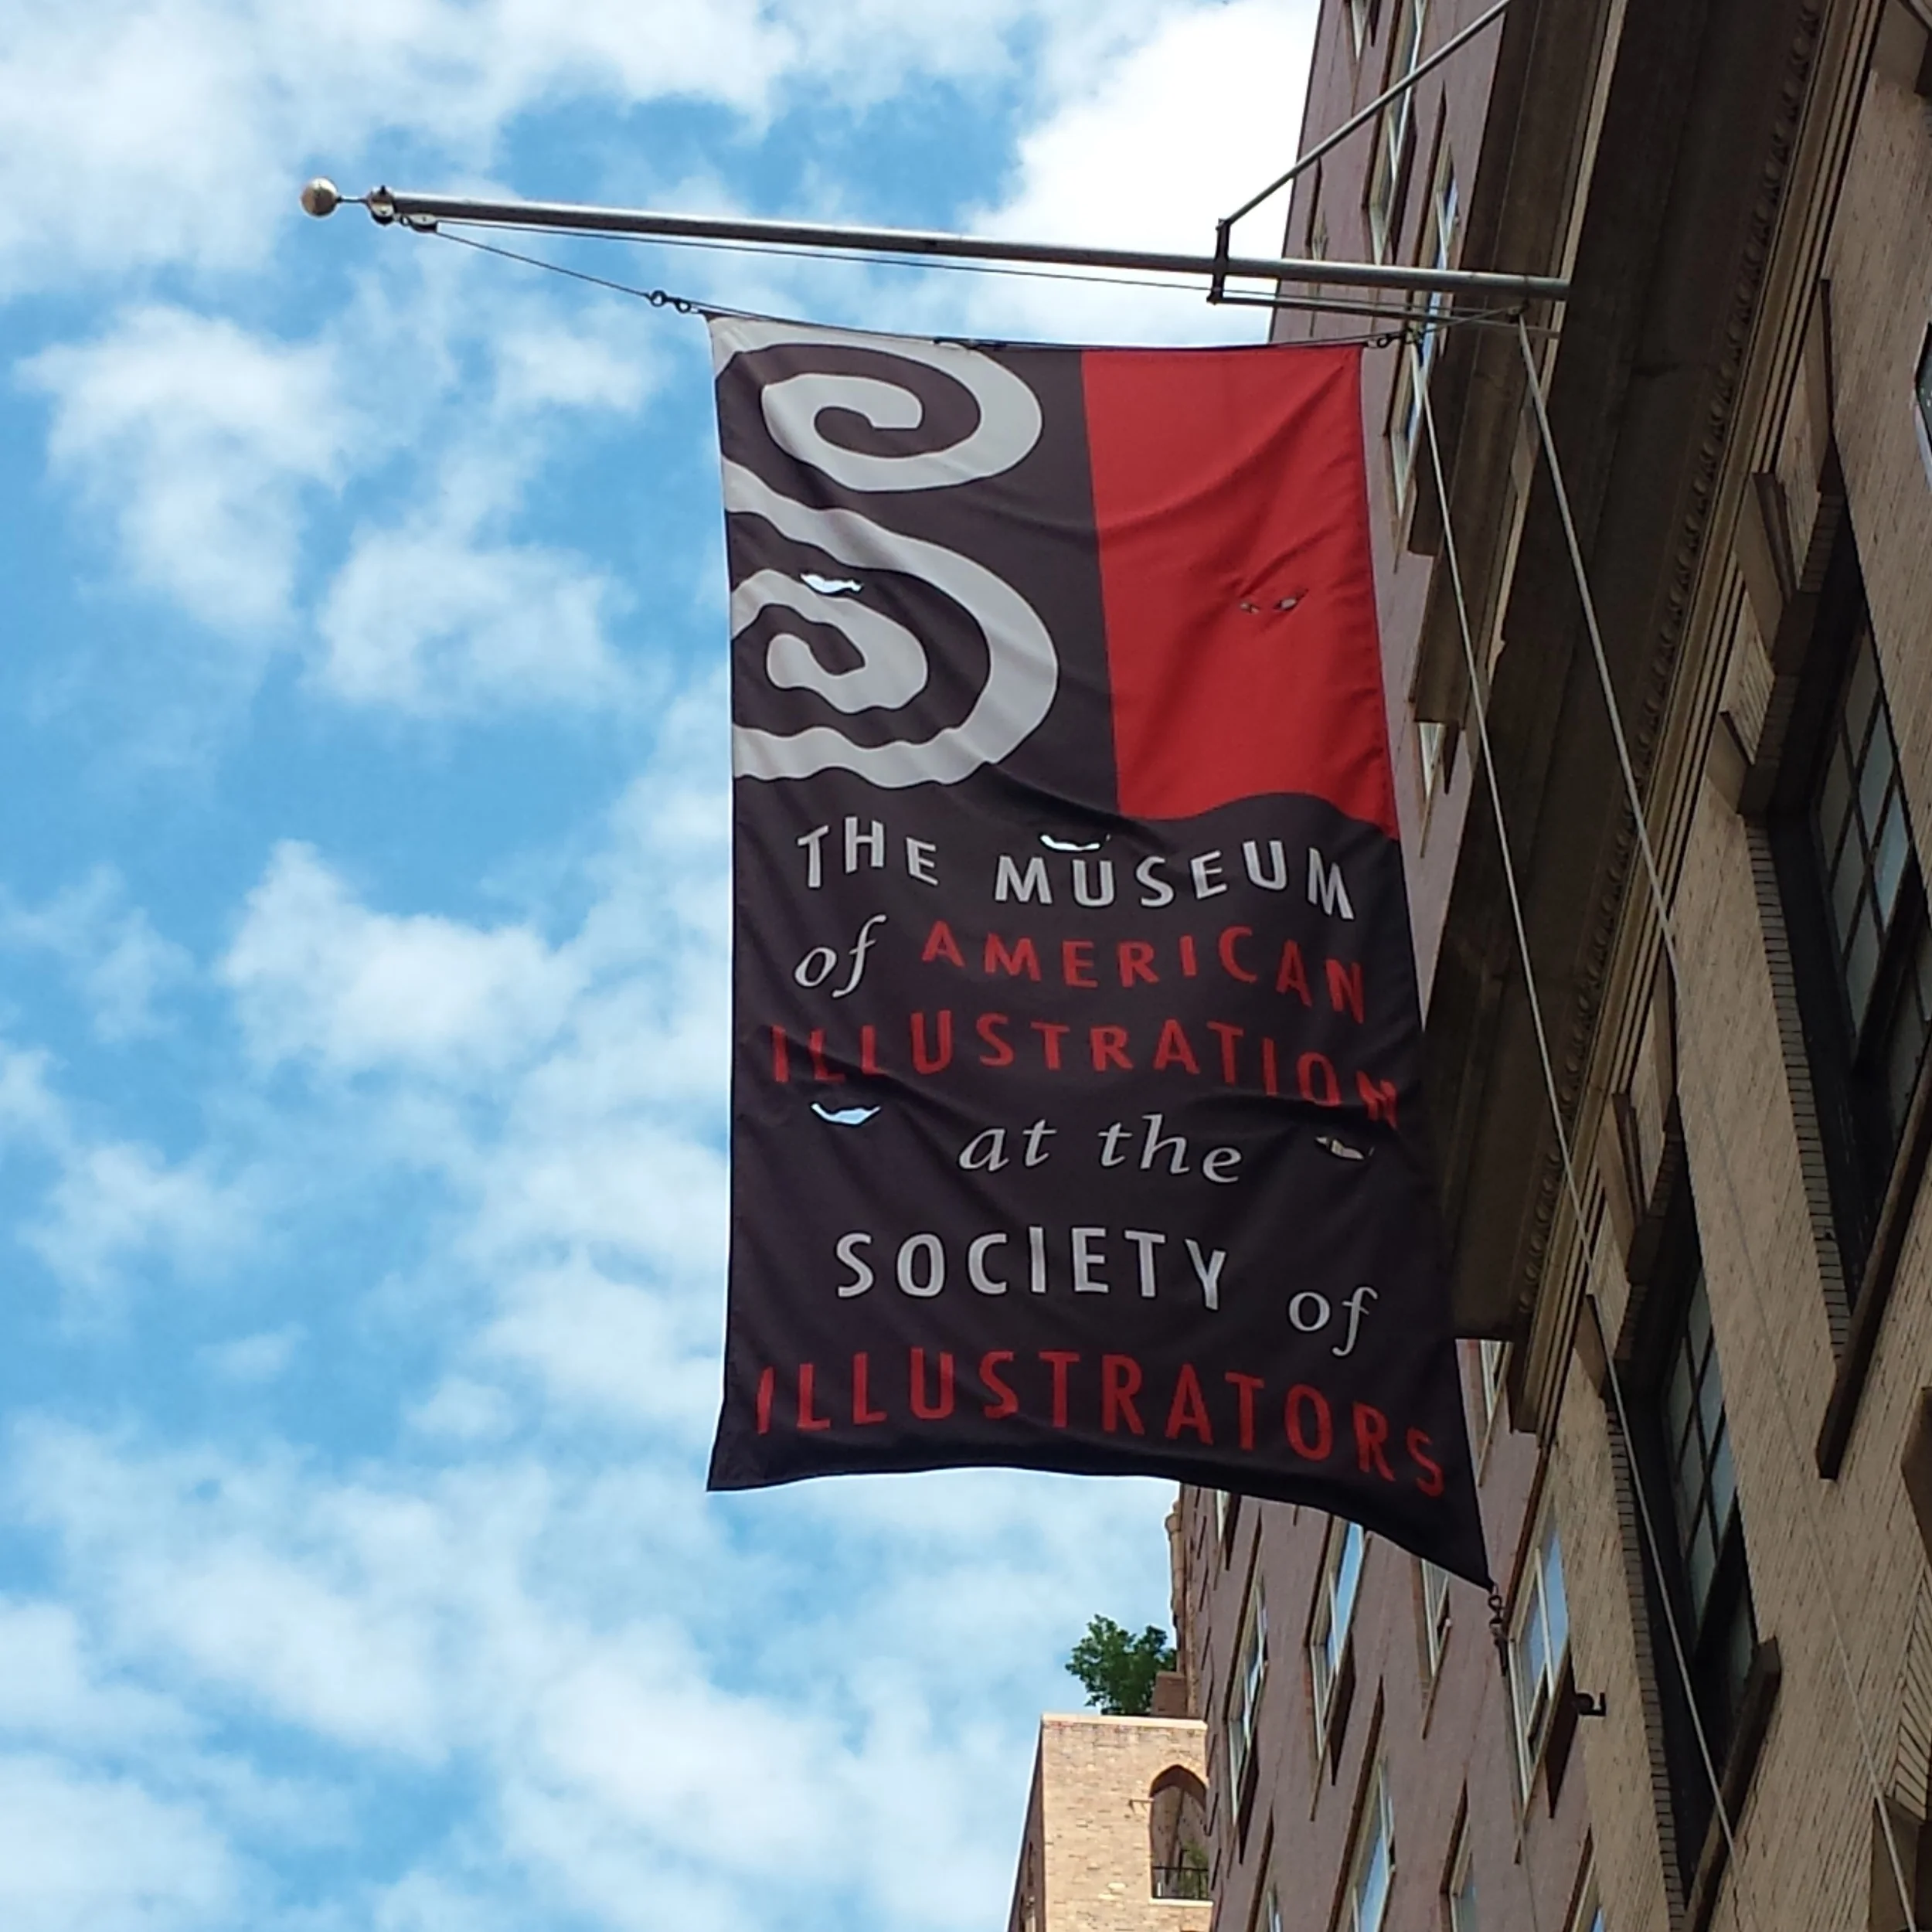 THE MUSEUM
of AMERICAN
ILLUSTRATION
at the
SOCIETY of
ILLUSTRATORS